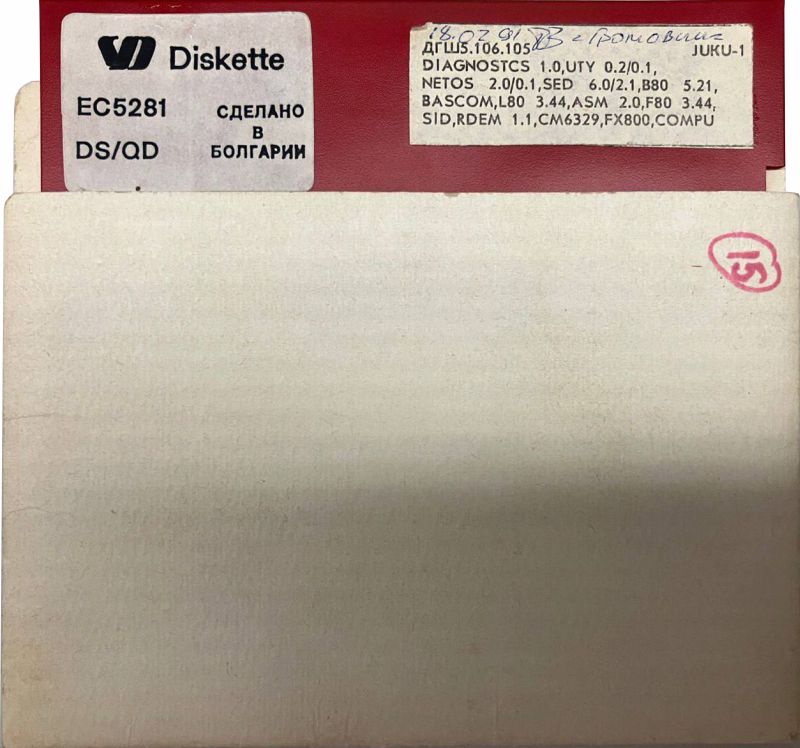 Diskette
EC5281
DS/QD
СДЕЛАНО
В
БОЛГАРИИ
18.02 91
ДГШ5.106.105
JUKU-1
DIAGNOSTCS 1.0,UTY 0.2/0.1,
NETOS 2.0/0.1,SED 6.0/2.1,B80 5.21,
BASCOM,L80 3.44,ASM 2.0,F80 3.44,
SID,RDEM 1.1,CM6329,FX800,COMPU
15